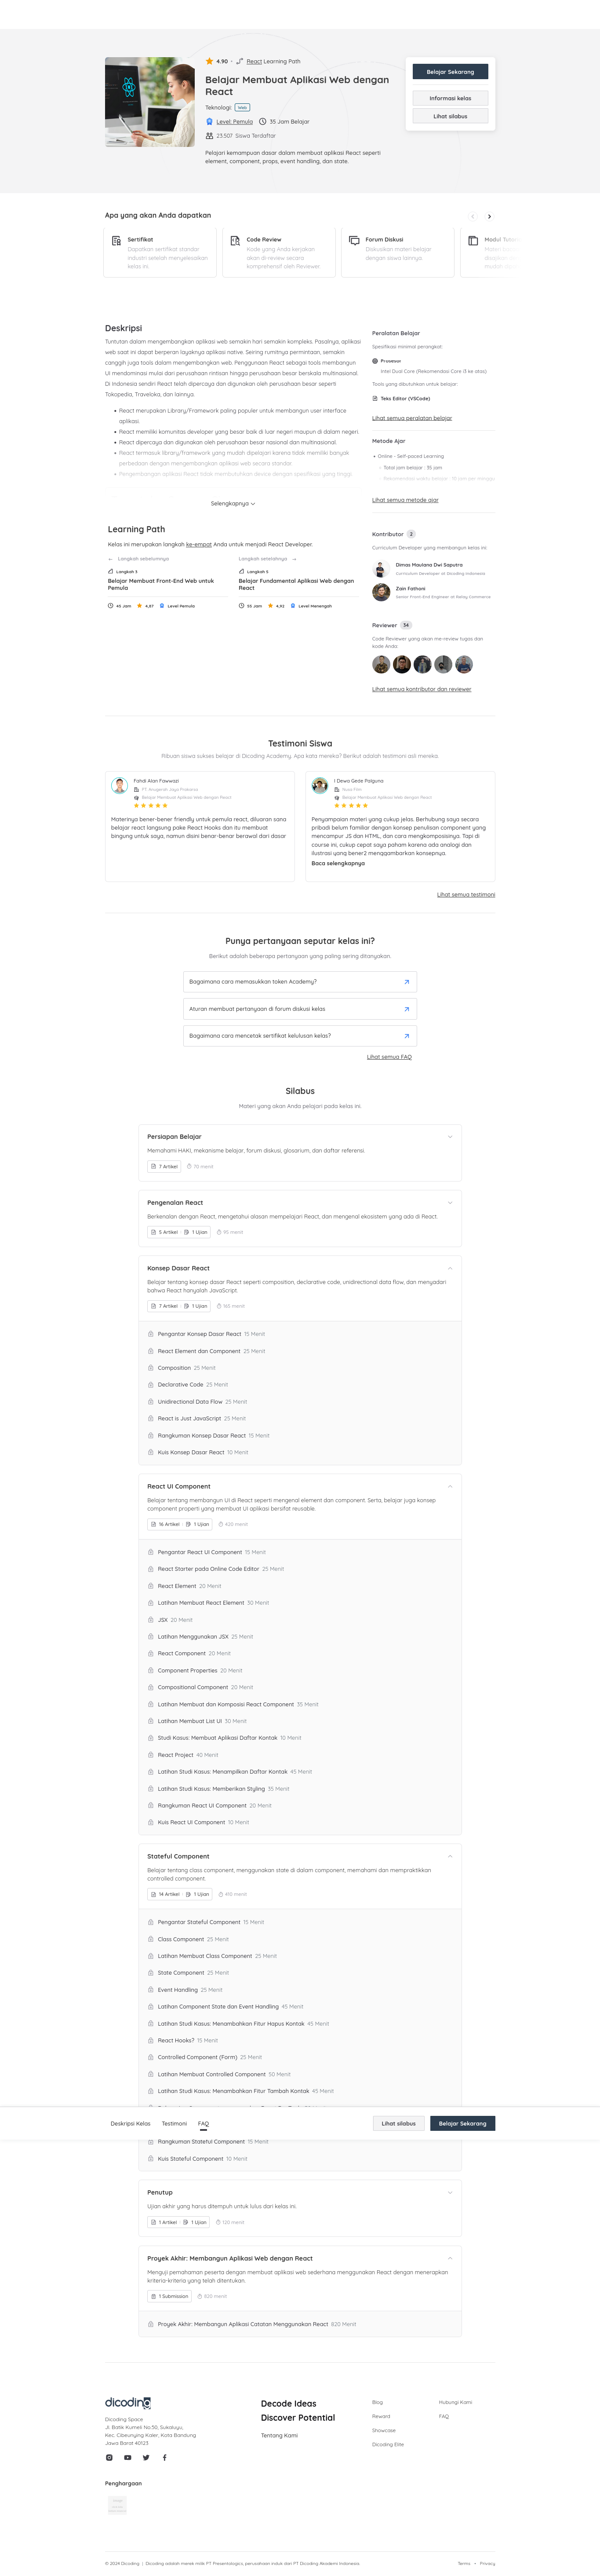 4.90 • React Learning Path
Belajar Membuat Aplikasi Web dengan
React
Teknologi: Web
Level: Pemula 35 Jam Belajar
23.507 Siswa Terdaftar
Pelajari kemampuan dasar dalam membuat aplikasi React seperti
element, component, props, event handling, dan state.
Belajar Sekarang
Informasi kelas
Lihat silabus
Apa yang akan Anda dapatkan
Sertifikat
Dapatkan sertifikat standar
industri setelah menyelesaikan
kelas ini
Code Review
Kode yang Anda kerjakan
akan di-review secara
komprehensif oleh Reviewer
Forum Diskusi
Diskusikan materi belajar
dengan siswa lainnya
Deskripsi
Tuntutan dalam mengembangkan aplikasi web semakin hari semakin kompleks. Pasalnya, aplikasi
web saat ini dapat berperan layaknya aplikasi native. Seiring rumitnya permintaan, semakin
canggih juga tools dalam mengembangkan web. Penggunaan React sebagai tools membangun
UI mendominasi mulai dari perusahaan rintisan hingga perusahaan besar berskala multinasional.
Di Indonesia sendiri React telah dipercaya dan digunakan oleh perusahaan besar seperti
Tokopedia, Traveloka, dan lainnya.
• React merupakan Library/Framework paling populer untuk membangun user interface
aplikasi.
• React memiliki komunitas developer yang besar baik di luar negeri maupun di dalam negeri.
• React dipercaya dan digunakan oleh perusahaan besar nasional dan multinasional.
• React termasuk library/framework yang mudah dipelajari karena tidak memiliki banyak
perbedaan dengan mengembangkan aplikasi web secara standar.
• Pengembangan aplikasi React tidak membutuhkan device dengan spesifikasi yang tinggi.
Selengkapnya
Learning Path
Kelas ini merupakan langkah ke-empat Anda untuk menjadi React Developer.
← Langkah sebelumnya
Langkah 3
Belajar Membuat Front-End Web untuk
Pemula
45 Jam 4,87 Level Pemula
Langkah setelahnya →
Langkah 5
Belajar Fundamental Aplikasi Web dengan
React
55 Jam 4,92 Level Menengah
Peralatan Belajar
Spesifikasi minimal perangkat:
Prosesor
Intel Dual Core (Rekomendasi Core i3 ke atas)
Tools yang dibutuhkan untuk belajar:
Teks Editor (VSCode)
Lihat semua peralatan belajar
Metode Ajar
• Online - Self-paced Learning
Total jam belajar : 35 jam
Lihat semua metode ajar
Kontributor 2
Curriculum Developer yang membangun kelas ini:
Dimas Maulana Dwi Saputra
Curriculum Developer at Dicoding Indonesia
Zain Fathoni
Senior Front-End Engineer at Relay Commerce
Reviewer 34
Code Reviewer yang akan me-review tugas dari
kode Anda:
Lihat semua kontributor dan reviewer
Testimoni Siswa
Ribuan siswa sukses belajar di Dicoding Academy. Apa kata mereka? Berikut adalah testimoni asli mereka.
Fahdi Alan Fawwazi
PT Anugerah Jaya Prakarsa
Belajar Membuat Aplikasi Web dengan React
Materinya bener-bener friendly untuk pemula react, diluaran sana
belajar react langsung pake React Hooks dan itu membuat
bingung untuk saya, namun disini benar-benar berawal dari dasar
I Dewa Gede Palguna
Belajar Membuat Aplikasi Web dengan React
Penyampaian materi yang cukup jelas. Berhubung saya secara
pribadi belum familiar dengan konsep penulisan component yang
mencampur JS dan HTML, dan cara mengkomposisinya. Tapi di
course ini, cukup cepat saya paham karena ada analogi dan
ilustrasi yang bener2 menggambarkan konsepnya.
Baca selengkapnya
Lihat semua testimoni
Punya pertanyaan seputar kelas ini?
Berikut adalah beberapa pertanyaan yang paling sering ditanyakan.
Bagaimana cara memasukkan token Academy?
Aturan membuat pertanyaan di forum diskusi kelas
Bagaimana cara mencetak sertifikat kelulusan kelas?
Lihat semua FAQ
Silabus
Materi yang akan Anda pelajari pada kelas ini.
Persiapan Belajar
Memahami HAKI, mekanisme belajar, forum diskusi, glosarium, dan daftar referensi.
7 Artikel 70 menit
Pengenalan React
Berkenalan dengan React, mengetahui alasan mempelajari React, dan mengenal ekosistem yang ada di React.
5 Artikel • 1 Ujian 95 menit
Konsep Dasar React
Belajar tentang konsep dasar React seperti composition, declarative code, unidirectional data flow, dan menyadari
bahwa React hanyalah JavaScript.
7 Artikel • 1 Ujian 165 menit
Pengantar Konsep Dasar React 15 Menit
React Element dan Component 25 Menit
Composition 25 Menit
Declarative Code 25 Menit
Unidirectional Data Flow 25 Menit
React is Just JavaScript 25 Menit
Rangkuman Konsep Dasar React 15 Menit
Kuis Konsep Dasar React 10 Menit
React UI Component
Belajar tentang membangun UI di React seperti mengenal element dan component. Serta, belajar juga konsep
component properti yang membuat UI aplikasi bersifat reusable.
16 Artikel • 1 Ujian 420 menit
Pengantar React UI Component 15 Menit
React Starter pada Online Code Editor 25 Menit
React Element 20 Menit
Latihan Membuat React Element 30 Menit
JSX 20 Menit
Latihan Menggunakan JSX 25 Menit
React Component 20 Menit
Component Properties 20 Menit
Compositional Component 20 Menit
Latihan Membuat dan Komposisi React Component 35 Menit
Latihan Membuat List UI 30 Menit
Studi Kasus: Membuat Aplikasi Daftar Kontak 10 Menit
React Project 40 Menit
Latihan Studi Kasus: Menampilkan Daftar Kontak 45 Menit
Latihan Studi Kasus: Memberikan Styling 35 Menit
Rangkuman React UI Component 20 Menit
Kuis React UI Component 10 Menit
Stateful Component
Belajar tentang class component, menggunakan state di dalam component, memahami dan mempraktikkan
controlled component.
14 Artikel • 1 Ujian 410 menit
Pengantar Stateful Component 15 Menit
Class Component 25 Menit
Latihan Membuat Class Component 25 Menit
State Component 25 Menit
Event Handling 25 Menit
Latihan Component State dan Event Handling 45 Menit
Latihan Studi Kasus: Menambahkan Fitur Hapus Kontak 45 Menit
React Hooks? 15 Menit
Controlled Component (Form) 25 Menit
Latihan Membuat Controlled Component 50 Menit
Latihan Studi Kasus: Menambahkan Fitur Tambah Kontak 45 Menit
Deskripsi Kelas Testimoni FAQ Lihat silabus Belajar Sekarang
Rangkuman Stateful Component 15 Menit
Kuis Stateful Component 10 Menit
Penutup
Ujian akhir yang harus ditempuh untuk lulus dari kelas ini
1 Artikel • 1 Ujian 120 menit
Proyek Akhir: Membangun Aplikasi Web dengan React
Menguji pemahaman peserta dengan membuat aplikasi web sederhana menggunakan React dengan menerapkan
kriteria-kriteria yang telah ditentukan.
1 Submission 820 menit
Proyek Akhir: Membangun Aplikasi Catatan Menggunakan React 820 Menit
dicoding
Dicoding Space
Jl. Batik Kumeli No.50, Sukaluyu,
Kec. Cibeunying Kaler, Kota Bandung
Jawa Barat 40123
Penghargaan
Decode Ideas
Discover Potential
Tentang Kami
Blog
Reward
Showcase
Dicoding Elite
Hubungi Kami
FAQ
© 2024 Dicoding | Dicoding adalah merek milik PT Presentologics, perusahaan induk dari PT Dicoding Akademi Indonesia.
Terms • Privacy